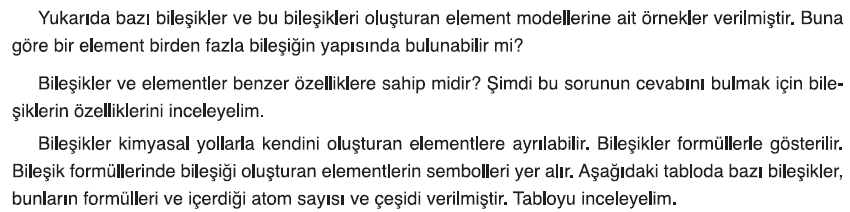 Yukarıda bazı bileşikler ve bu bileşikleri oluşturan element modellerine ait örnekler verilmiştir. Buna
göre bir element birden fazla bileşiğin yapısında bulunabilir mi?
Bileşikler ve elementler benzer özelliklere sahip midir? Şimdi bu sorunun cevabını bulmak için bile-
şiklerin özelliklerini inceleyelim.
Bileşikler kimyasal yollarla kendini oluşturan elementlere ayrılabilir. Bileşikler formüllerle gösterilir.
Bileşik formüllerinde bileşiği oluşturan elementlerin sembolleri yer alır. Aşağıdaki tabloda bazı bileşikler,
bunların formülleri ve içerdiği atom sayısı ve çeşidi verilmiştir. Tabloyu inceleyelim.